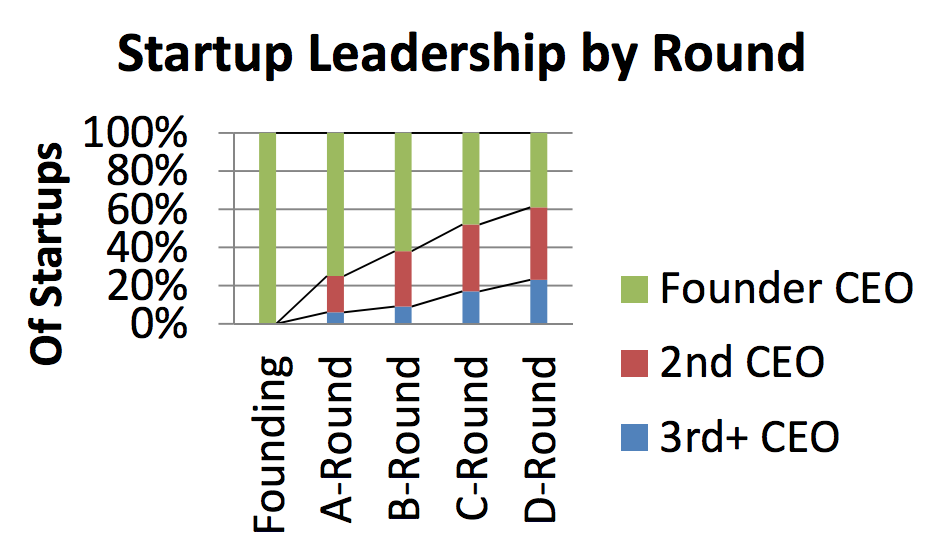 Startup Leadership by Round
Of Startups
100%
80%
60%
40%
20%
0%
Founding
A-Round
B-Round
C-Round
D-Round
Founder CEO
2nd CEO
3rd+ CEO